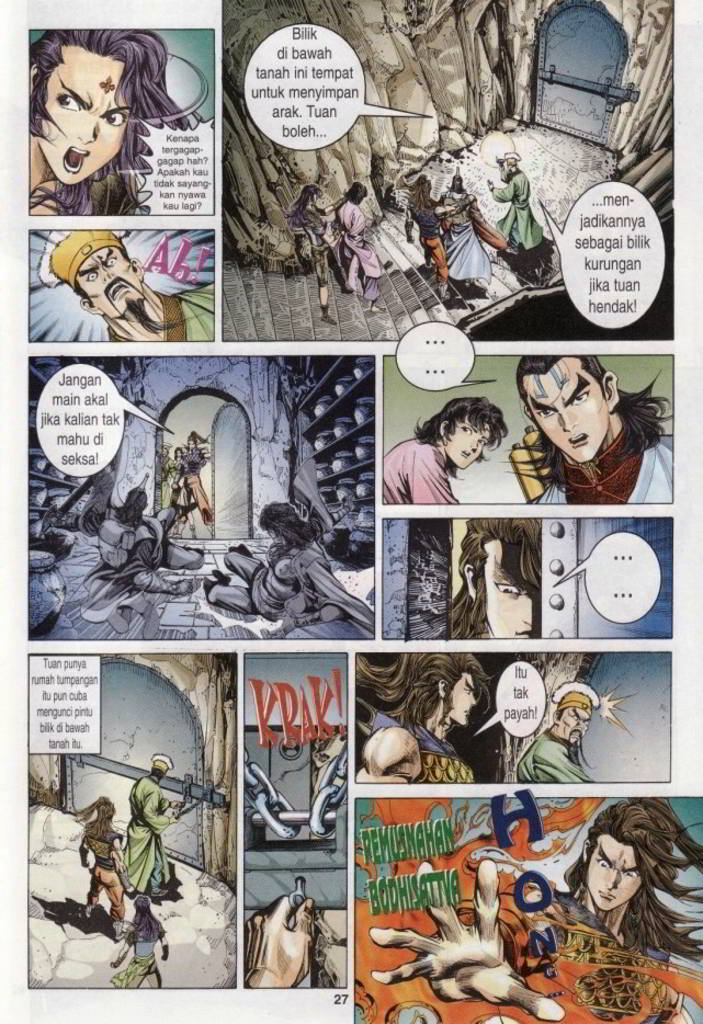 Kenapa
tergagap-
gagap hah?
Apakah kau
tidak sayang-
kan nyawa
kau lagi?
Bilik
di bawah
tanah ini tempat
untuk menyimpan
arak. Tuan
boleh...
AH!
...men-
jadikannya
sebagai bilik
kurungan
jika tuan
hendak!
Jangan
main akal
jika kalian tak
mahu di
seksa!
...
...
...
...
Tuan punya
rumah tumpangan
itu pun cuba
mengunci pintu
bilik di bawah
tanah itu.
KRAK!
Itu
tak
payah!
PEMUSNAHAN
BODHISATTVA
HONS...
27